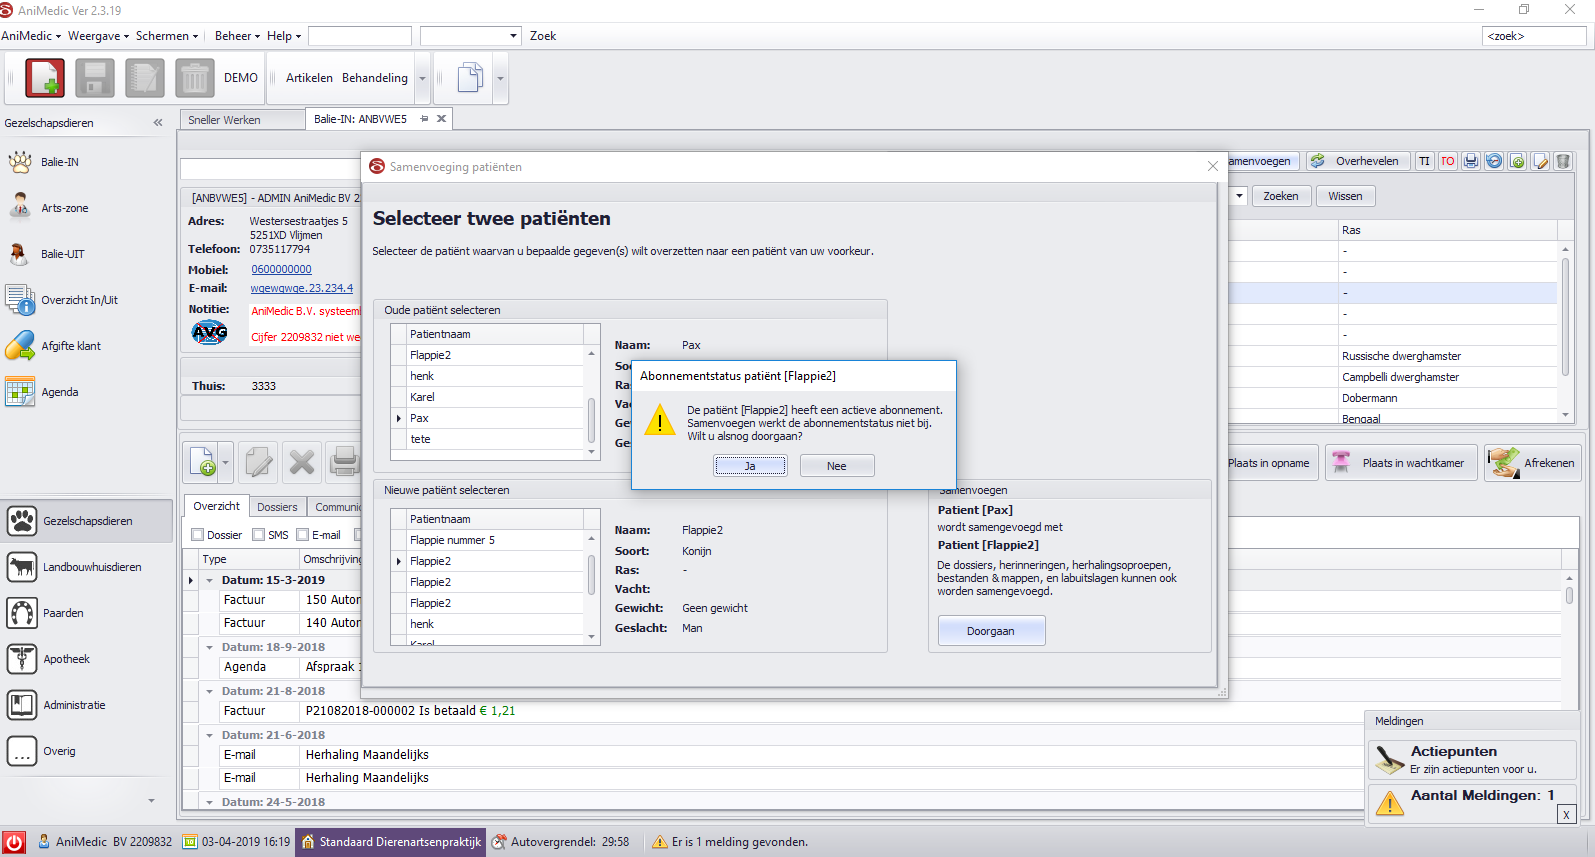 AniMedic Ver 2.3.19
AniMedic Weergave Schermen Beheer Help Zoek <zoek>
DEMO Artikelen Behandeling
Gezelschapsdieren «
Sneller Werken Balie-IN: ANBVWE5
Balie-IN
Arts-zone
Balie-UIT
Overzicht In/Uit
Afgifte klant
Agenda
Gezelschapsdieren
Landbouwhuisdieren
Paarden
Apotheek
Administratie
Overig
amenvoegen Overhevelen TI TO
Zoeken Wissen
[ANBVWE5] - ADMIN AniMedic BV 2
Adres: Westersestraatjes 5
5251XD Vlijmen
Telefoon: 0735117794
Mobiel: 0600000000
E-mail: wgewgwge.23.234.4
Notitie: AniMedic B.V. systeemb
AVG
Cijfer 2209832 niet we
Thuis: 3333
Ras
-
-
-
-
-
Russische dwerghamster
Campbelli dwerghamster
Dobermann
Bengaal
Plaats in opname Plaats in wachtkamer Afrekenen
Overzicht Dossiers Communic
Dossier SMS E-mail
Type Omschrijving
Datum: 15-3-2019
Factuur 150 Autor
Factuur 140 Autor
Datum: 18-9-2018
Agenda Afspraak 1
Datum: 21-8-2018
Factuur P21082018-000002 Is betaald € 1,21
Datum: 21-6-2018
E-mail Herhaling Maandelijks
E-mail Herhaling Maandelijks
Datum: 24-5-2018
Samenvoeging patiënten
Selecteer twee patiënten
Selecteer de patiënt waarvan u bepaalde gegeven(s) wilt overzetten naar een patiënt van uw voorkeur.
Oude patiënt selecteren
Patientnaam
Flappie2
henk
Karel
Pax
tete
Naam: Pax
Soo
Ra
Vac
Gev
Ges
Abonnementstatus patiënt [Flappie2]
De patiënt [Flappie2] heeft een actieve abonnement.
Samenvoegen werkt de abonnementstatus niet bij.
Wilt u alsnog doorgaan?
Ja Nee
Nieuwe patiënt selecteren
Patientnaam
Flappie nummer 5
Flappie2
Flappie2
Flappie2
henk
Karel
Naam: Flappie2
Soort: Konijn
Ras: -
Vacht:
Gewicht: Geen gewicht
Geslacht: Man
Samenvoegen
Patient [Pax]
wordt samengevoegd met
Patient [Flappie2]
De dossiers, herinneringen, herhalingsoproepen,
bestanden & mappen, en labuitslagen kunnen ook
worden samengevoegd.
Doorgaan
Meldingen
Actiepunten
Er zijn actiepunten voor u.
Aantal Meldingen: 1
X
AniMedic BV 2209832 03-04-2019 16:19 Standaard Dierenartsenpraktijk Autovergrendel: 29:58 Er is 1 melding gevonden.